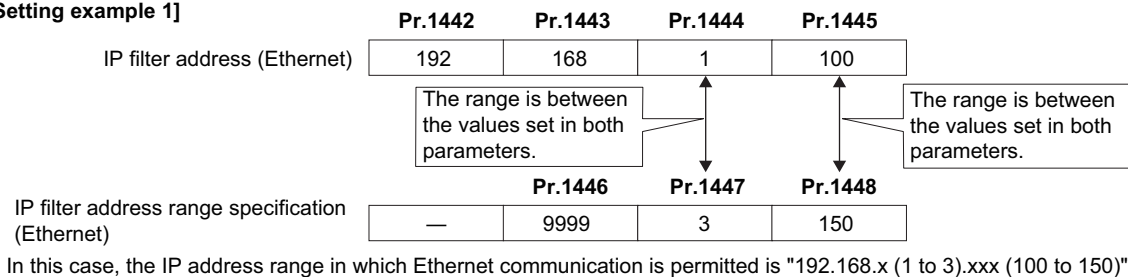 Setting example 1]
Pr.1442 Pr.1443 Pr.1444 Pr.1445
IP filter address (Ethernet) 192 168 1 100
The range is between
the values set in both
parameters.
The range is between
the values set in both
parameters.
Pr.1446 Pr.1447 Pr.1448
IP filter address range specification
(Ethernet)
— 9999 3 150
In this case, the IP address range in which Ethernet communication is permitted is "192.168.x (1 to 3).xxx (100 to 150)"